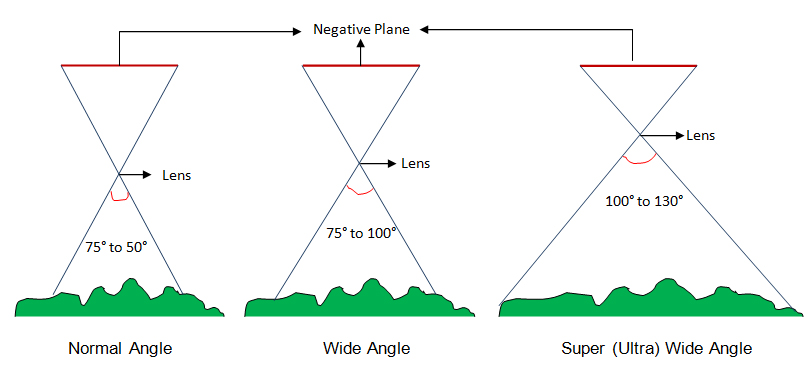 Negative Plane
Lens
Lens
Lens
75° to 50°
75° to 100°
100° to 130°
Normal Angle
Wide Angle
Super (Ultra) Wide Angle